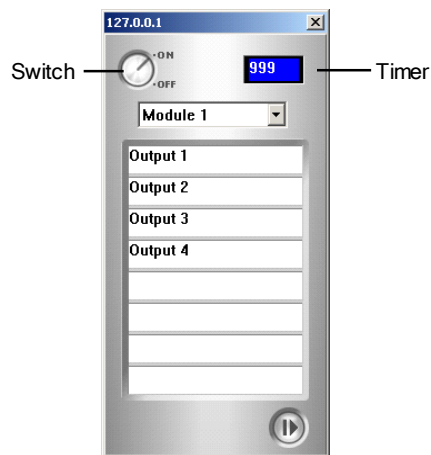 127.0.0.1
ON
Switch
999
Timer
OFF
Module 1
Output 1
Output 2
Output 3
Output 4